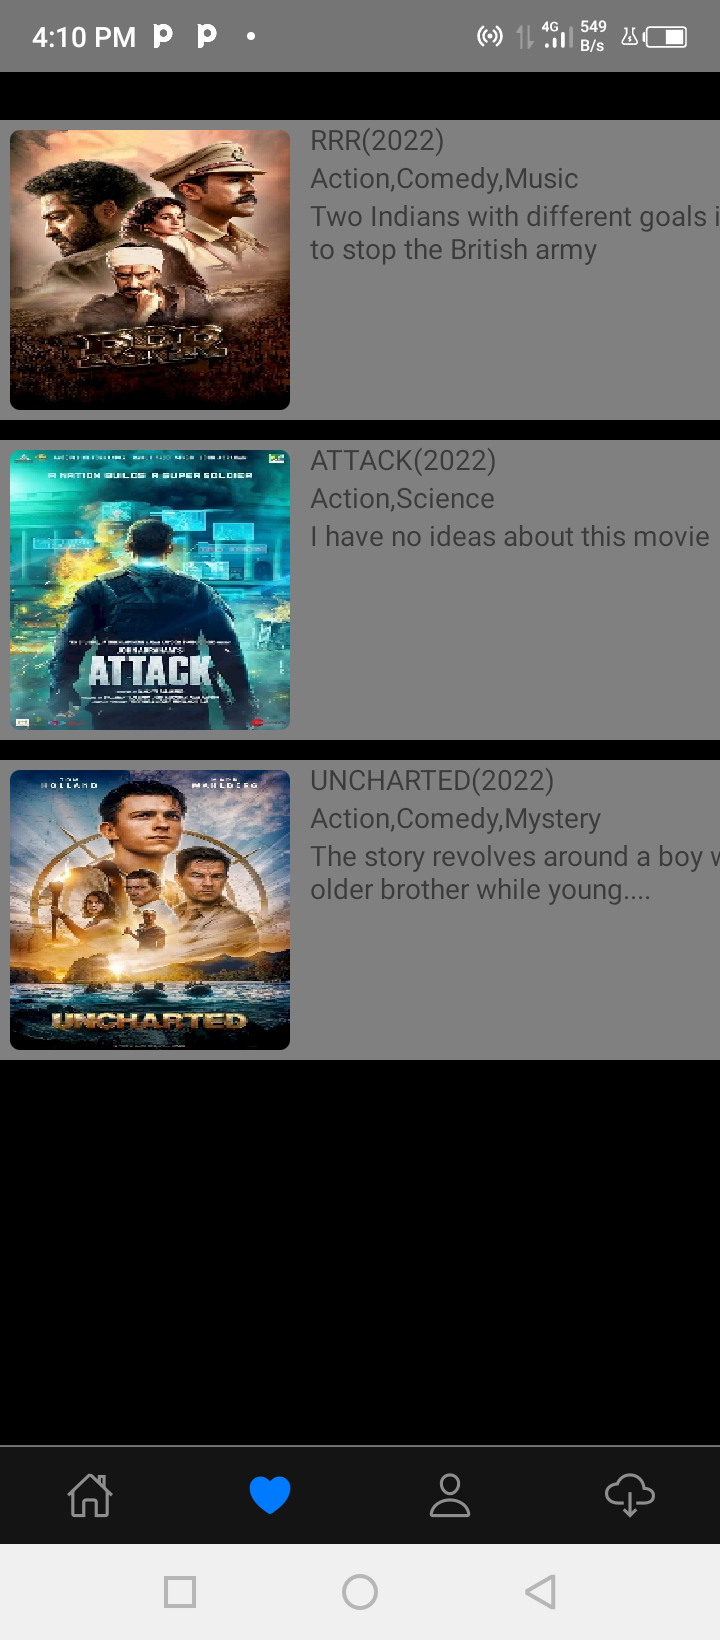 4:10 PM
4G
549
B/s
RRR(2022)
Action,Comedy,Music
Two Indians with different goals i
to stop the British army
RRR
A NATION BUILDS A SUPER SOLDIER
ATTACK(2022)
Action,Science
I have no ideas about this movie
JOHN ABRAHAM'S
ATTACK
UNCHARTED(2022)
TOM
HOLLAND
MARK
WAHLBERG
Action,Comedy,Mystery
The story revolves around a boy w
older brother while young....
UNCHARTED